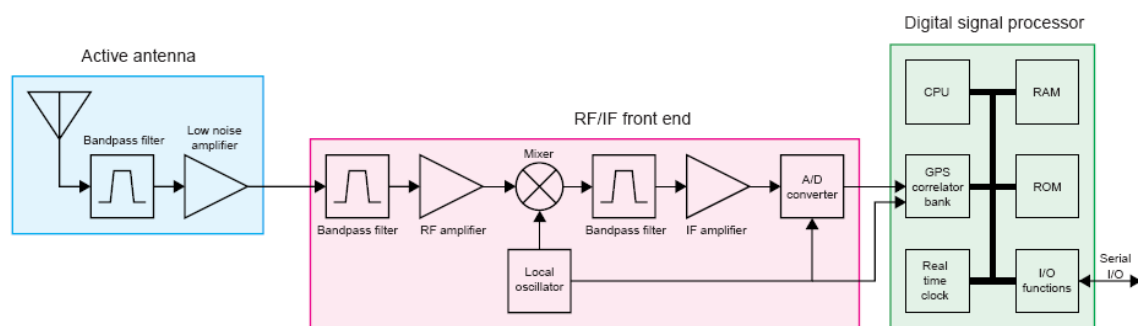 Digital signal processor
Active antenna
RF/IF front end
Bandpass filter
Low noise
amplifier
Bandpass filter
RF amplifier
Mixer
Local
oscillator
Bandpass filter
IF amplifier
A/D
converter
CPU
RAM
GPS
correlator
bank
ROM
Real
time
clock
I/O
functions
Serial
I/O